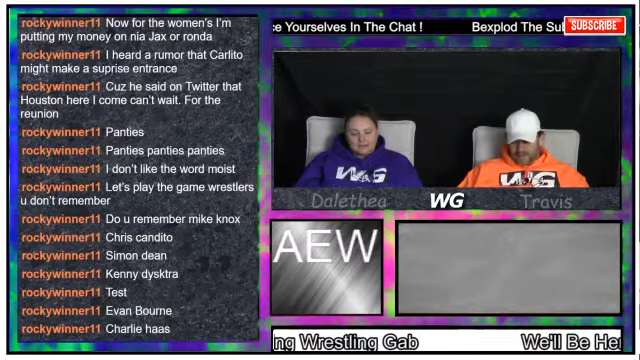 rockywinner11 Now for the women's I'm
putting my money on nia Jax or ronda
rockywinner11 I heard a rumor that Carlito
might make a suprise entrance
rockywinner11 Cuz he said on Twitter that
Houston here I come can't wait. For the
reunion
rockywinner11 Panties
rockywinner11 Panties panties panties
rockywinner11 I don't like the word moist
rockywinner11 Let's play the game wrestlers
u don't remember
rockywinner11 Do u remember mike knox
rockywinner11 Chris candito
rockywinner11 Simon dean
rockywinner11 Kenny dysktra
rockywinner11 Test
rockywinner11 Evan Bourne
rockywinner11 Charlie haas
ce Yourselves In The Chat ! Bexplod The Su
SUBSCRIBE
WG
WG
Dalethea WG Travis
AEW
ng Wrestling Gab We'll Be He